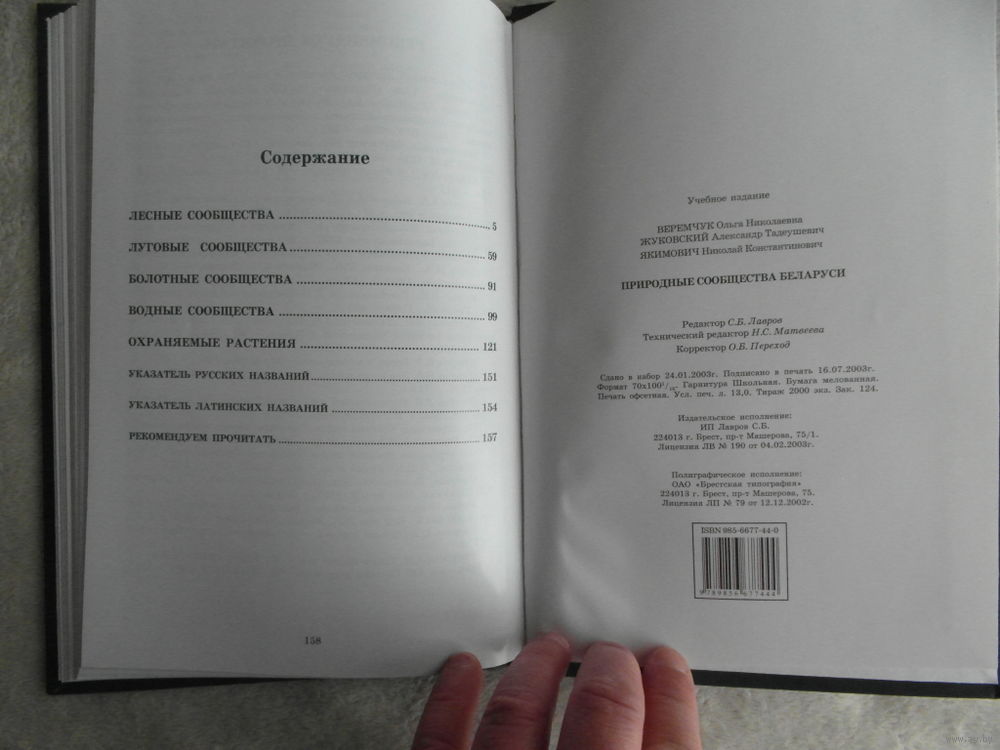 Содержание
ЛЕСНЫЕ СООБЩЕСТВА 5
ЛУГОВЫЕ СООБЩЕСТВА 59
БОЛОТНЫЕ СООБЩЕСТВА 91
ВОДНЫЕ СООБЩЕСТВА 99
ОХРАНЯЕМЫЕ РАСТЕНИЯ 121
УКАЗАТЕЛЬ РУССКИХ НАЗВАНИЙ 151
УКАЗАТЕЛЬ ЛАТИНСКИХ НАЗВАНИЙ 154
РЕКОМЕНДУЕМ ПРОЧИТАТЬ 157
158
Учебное издание
ВЕРЕМЧУК Ольга Николаевна
ЖУКОВСКИЙ Александр Тадеушевич
ЯКИМОВИЧ Николай Константинович
ПРИРОДНЫЕ СООБЩЕСТВА БЕЛАРУСИ
Редактор С.Б. Лавров
Технический редактор Н.С. Матвеева
Корректор О.Б. Переход
Сдано в набор 24.01.2003г. Подписано в печать 16.07.2003г.
Формат 70x100¹/₁₆. Гарнитура Школьная. Бумага мелованная.
Печать офсетная. Усл. печ. л. 13,0. Тираж 2000 экз. Зак. 124.
Издательское исполнение:
ИП Лавров С.Б.
224013 г. Брест, пр-т Машерова, 75/1.
Лицензия ЛВ № 190 от 04.02.2003г.
Полиграфическое исполнение:
ОАО «Брестская типография»
224013 г. Брест, пр-т Машерова, 75.
Лицензия ЛП № 79 от 12.12.2002г.
ISBN 985-6677-44-0
9789856677444
www.ay.by